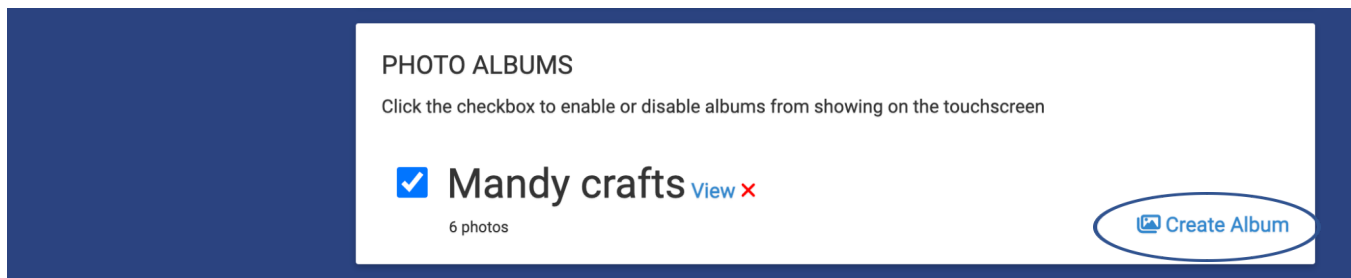 PHOTO ALBUMS
Click the checkbox to enable or disable albums from showing on the touchscreen
Mandy crafts View
6 photos
Create Album